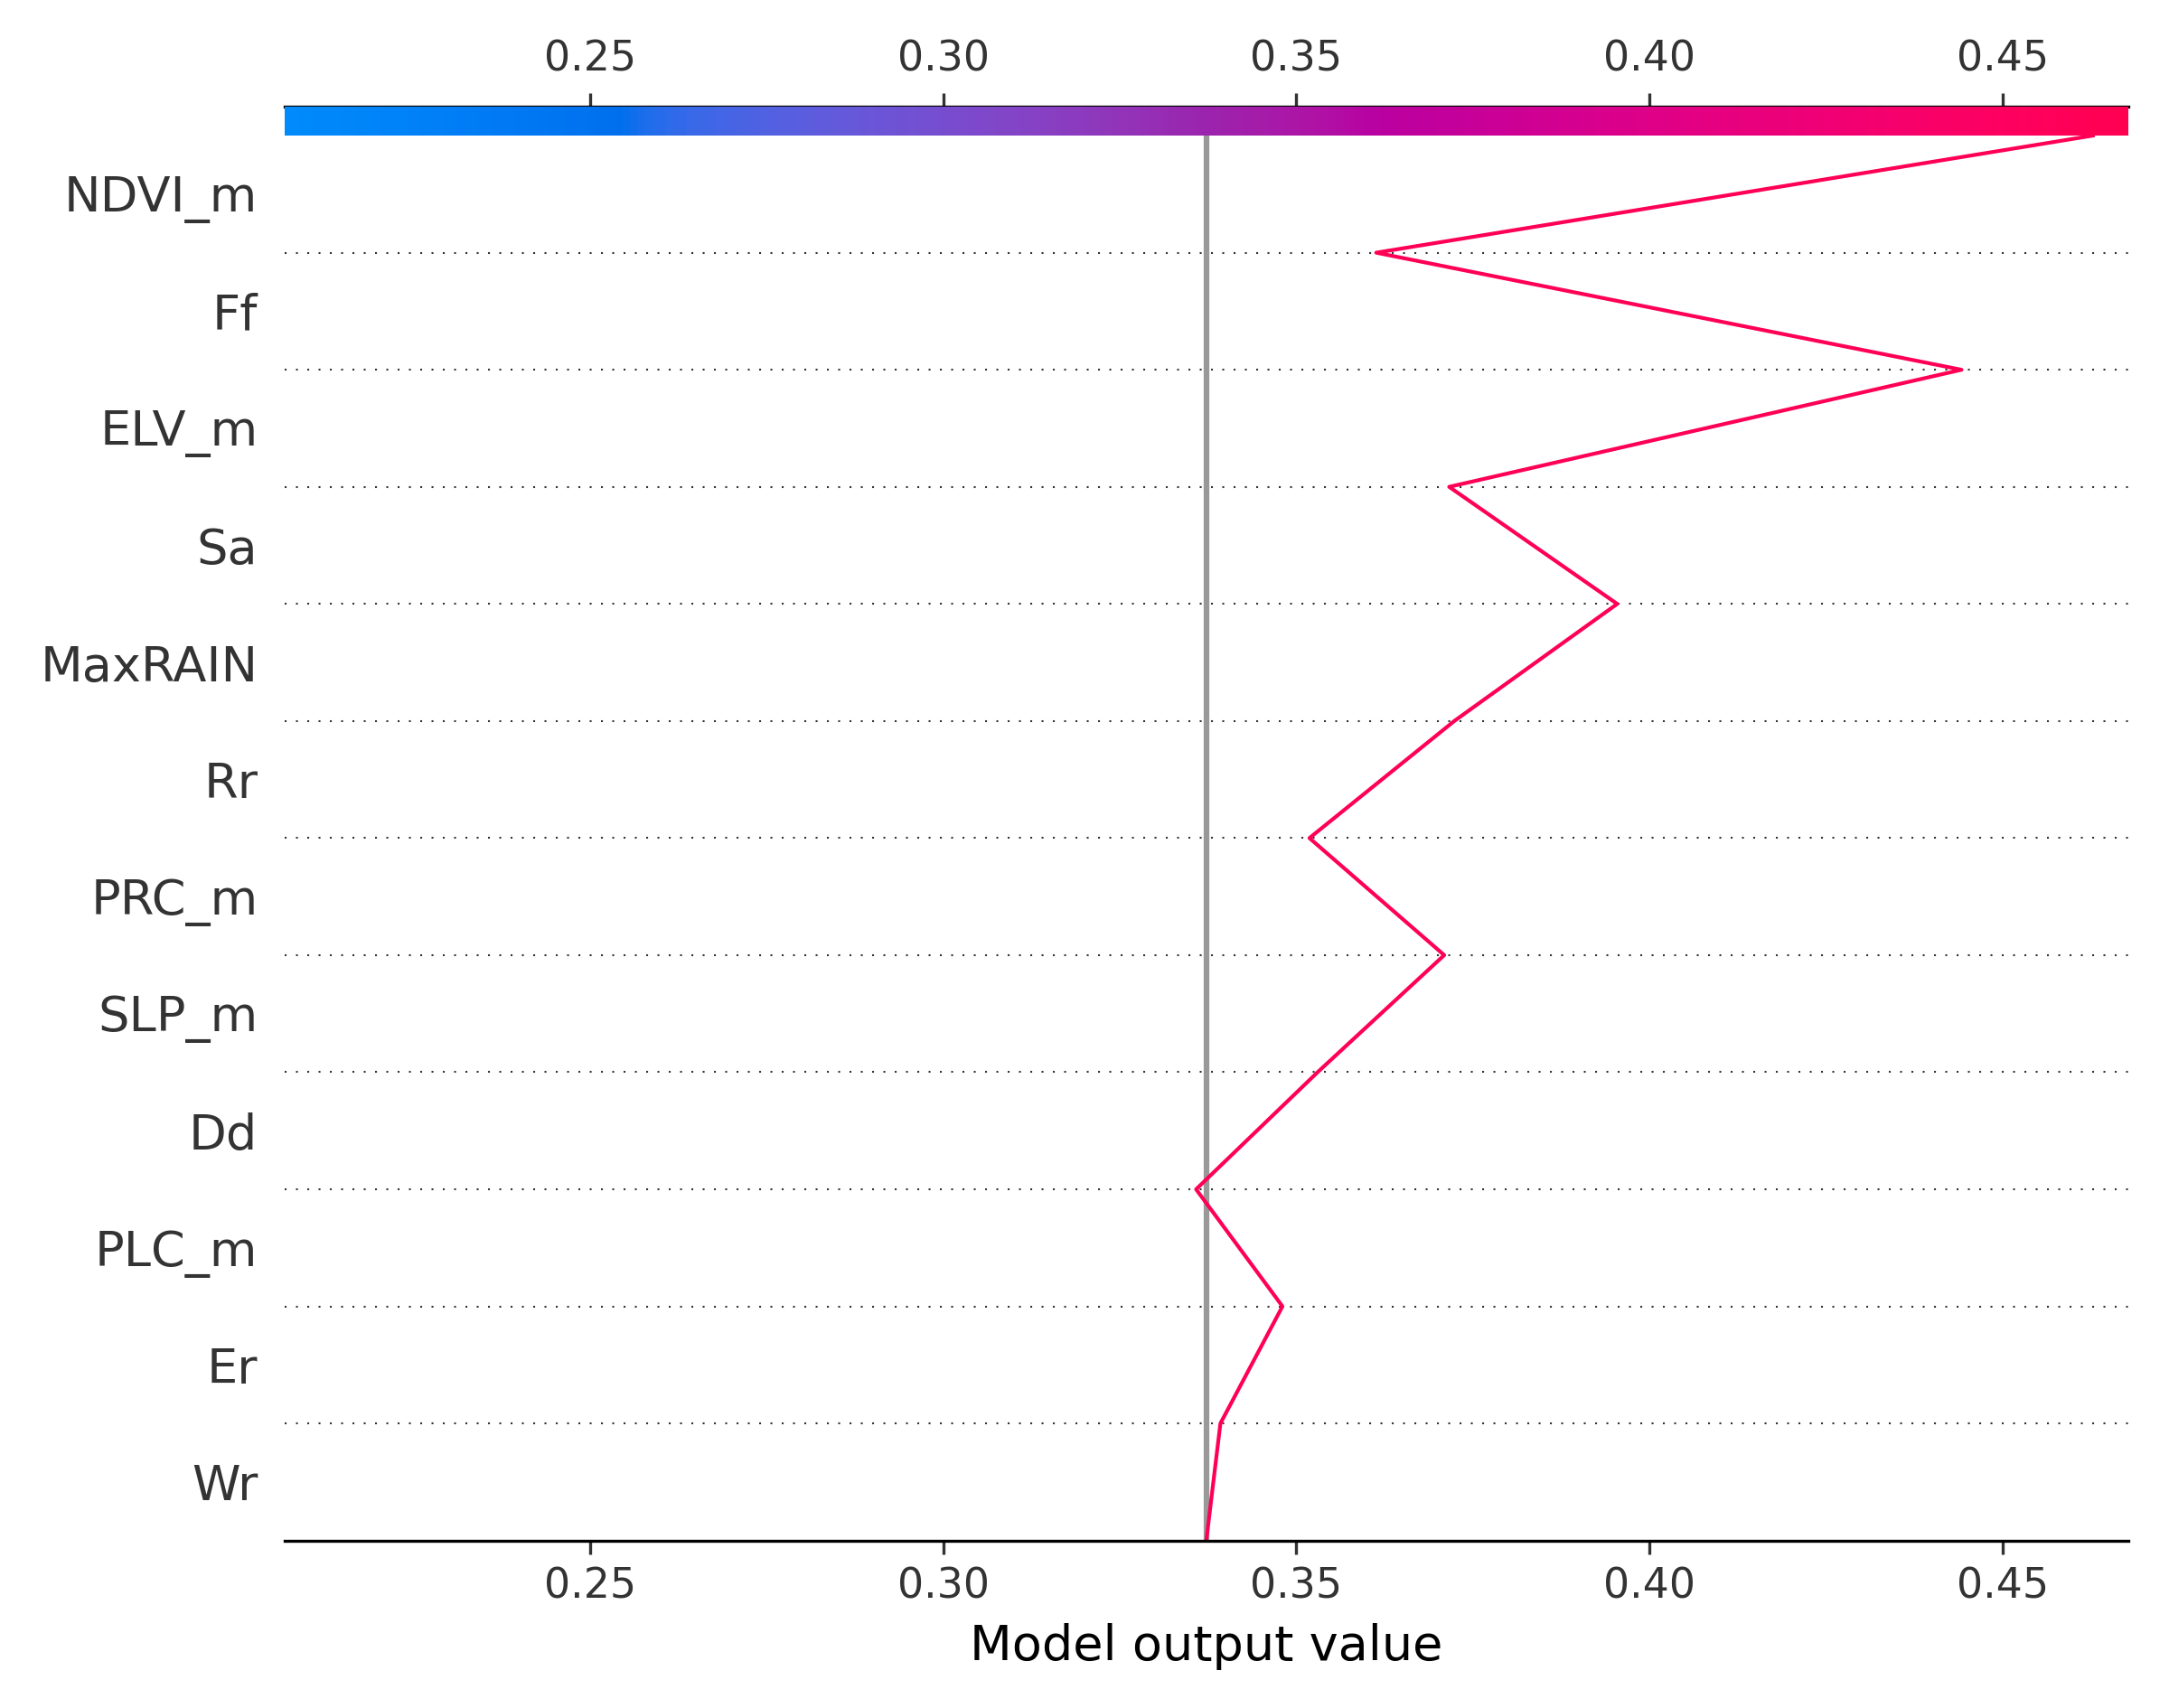 0.25 0.30 0.35 0.40 0.45
NDVI_m
Ff
ELV_m
Sa
MaxRAIN
Rr
PRC_m
SLP_m
Dd
PLC_m
Er
Wr
0.25 0.30 0.35 0.40 0.45
Model output value